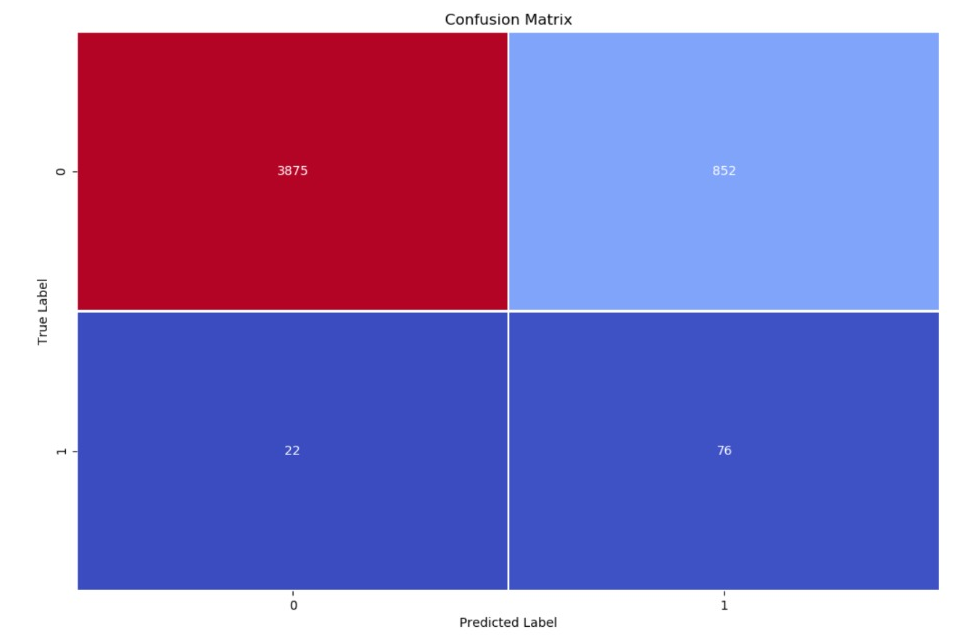 Confusion Matrix
0
3875
852
True Label
1
22
76
0
1
Predicted Label